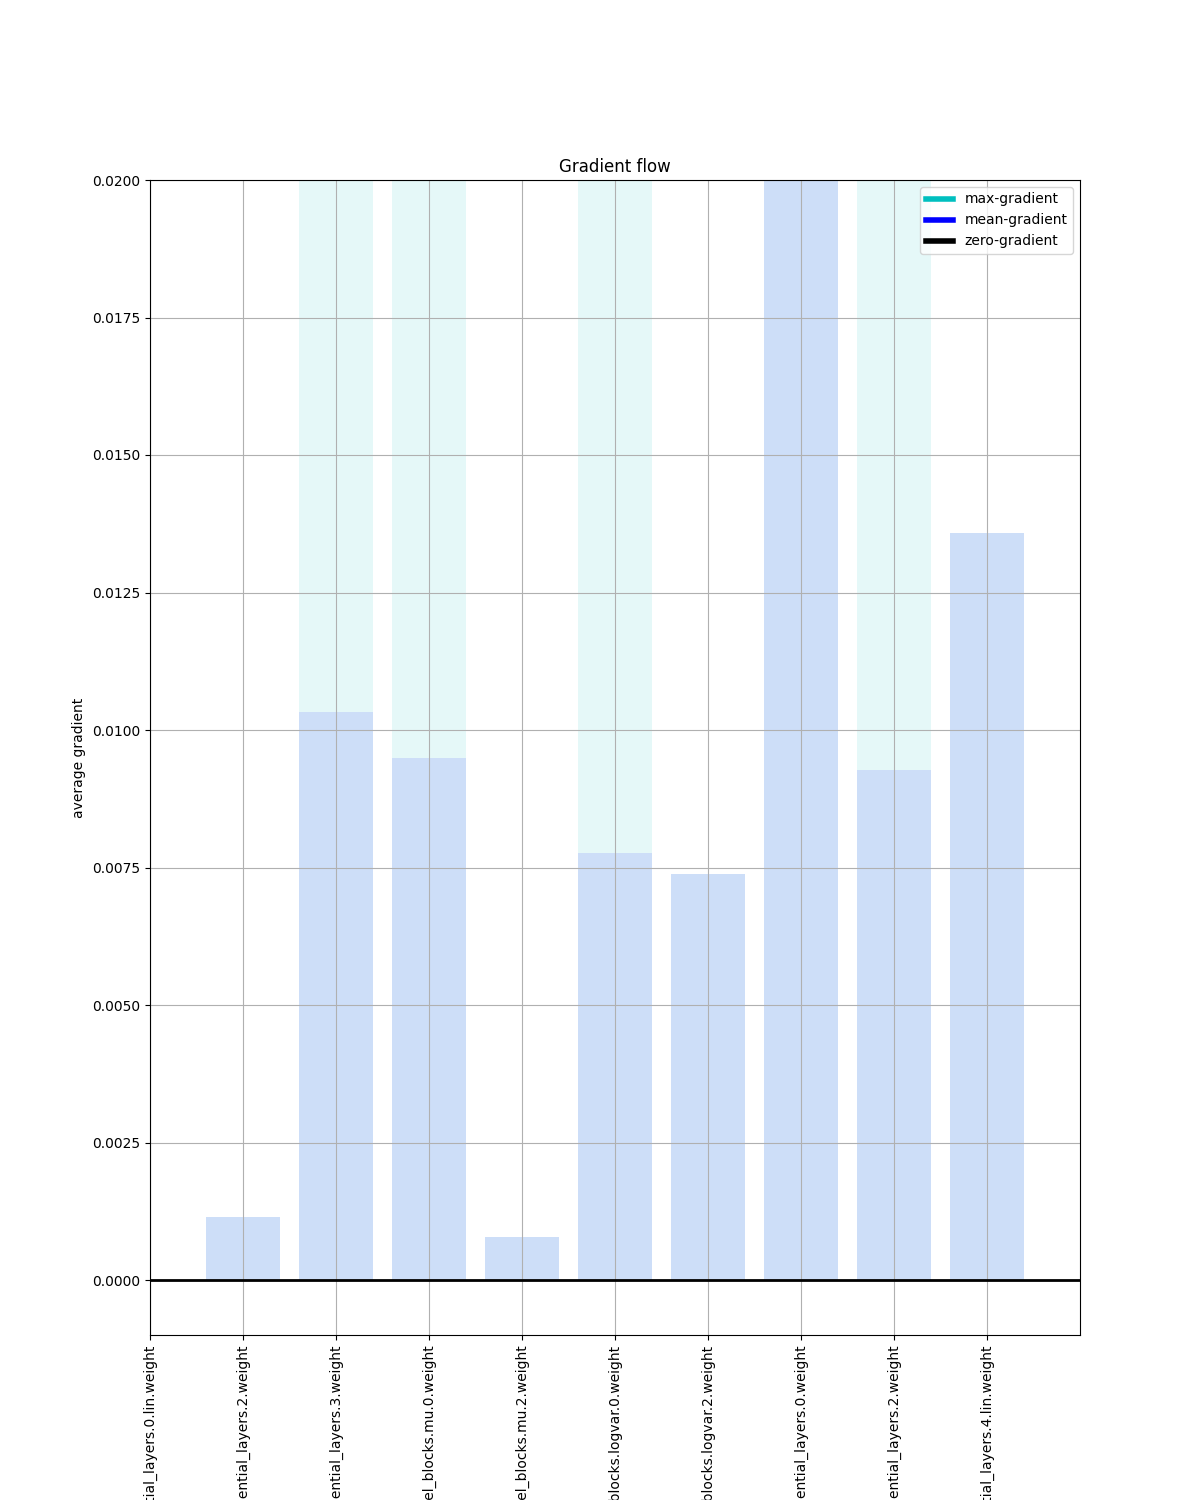 Gradient flow
max-gradient
mean-gradient
zero-gradient
0.0200
0.0175
0.0150
0.0125
0.0100
0.0075
0.0050
0.0025
0.0000
average gradient
tial_layers.0.lin.weight
ential_layers.2.weight
ential_layers.3.weight
el_blocks.mu.0.weight
el_blocks.mu.2.weight
blocks.logvar.0.weight
blocks.logvar.2.weight
ential_layers.0.weight
ential_layers.2.weight
tial_layers.4.lin.weight